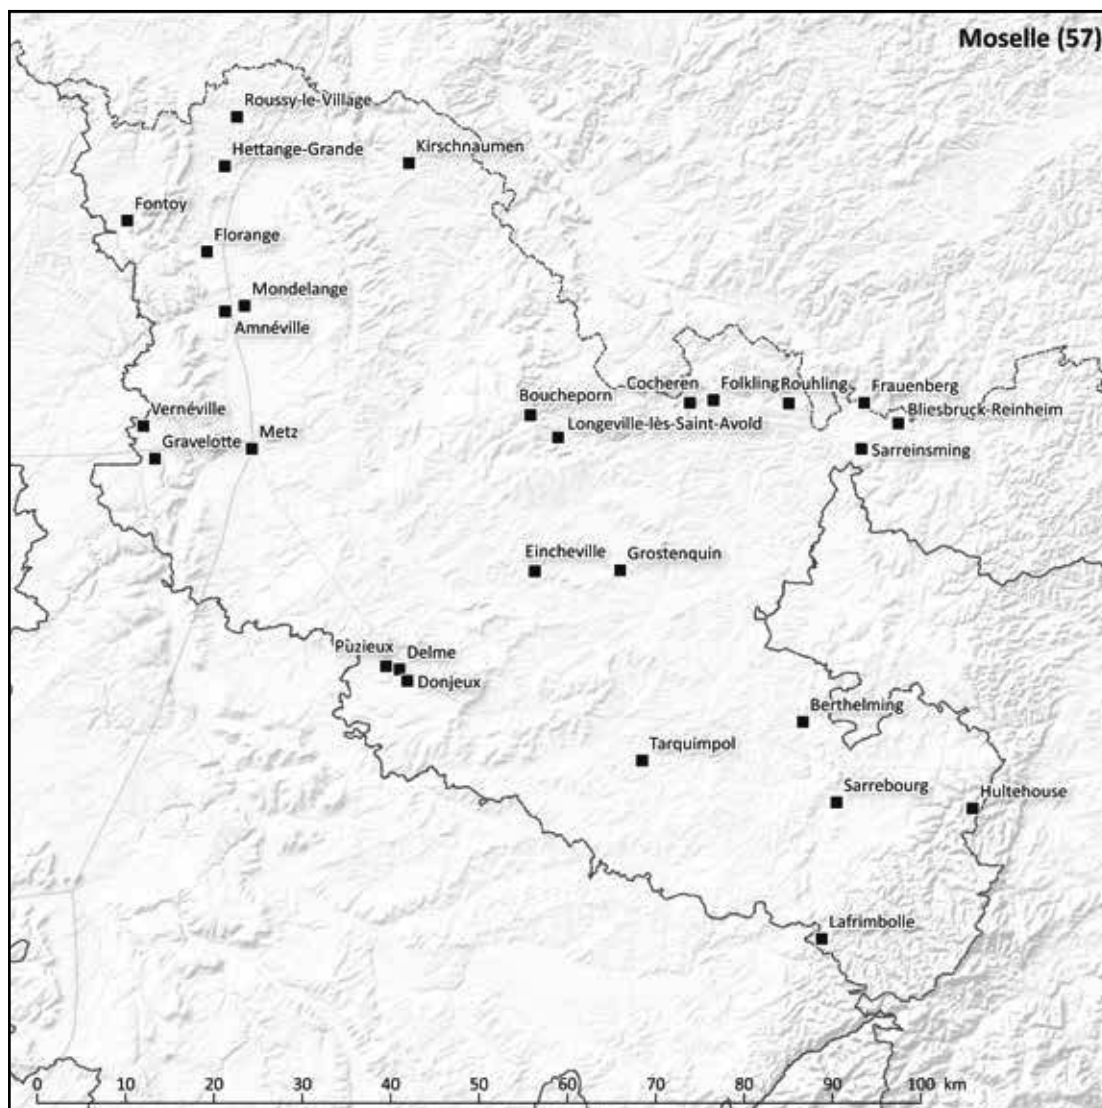 Moselle (57)
Roussy-le-Village
Hettange-Grande
Kirschnaumen
Fontoy
Florange
Mondelange
Amnéville
Cocheren
Folkling
Rouhling
Frauenberg
Boucheporn
Bliesbruck-Reinheim
Vernéville
Longeville-lès-Saint-Avold
Metz
Gravelotte
Sarreinsming
Eincheville
Grostenquin
Puzieux
Delme
Donjeux
Berthelming
Tarquimpol
Sarrebourg
Hultehouse
Lafrimbolle
0 10 20 30 40 50 60 70 80 90 100 km